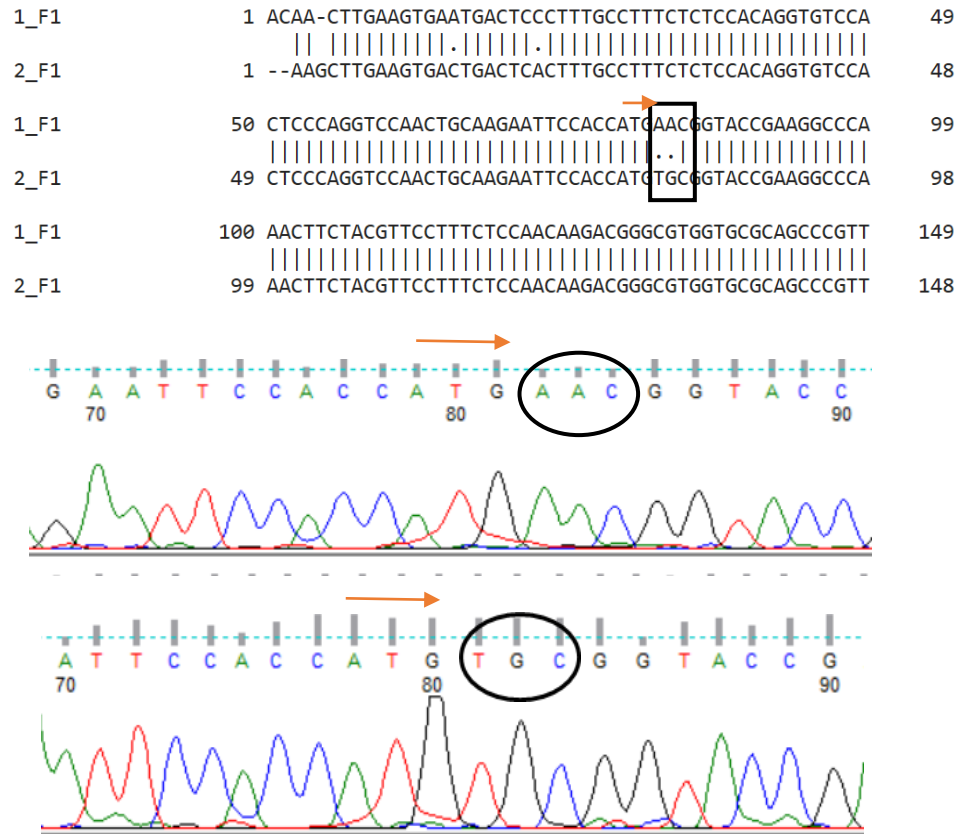 1_F1 1 ACAA-CTTGAAGTGAATGACTCCCTTTGCCTTTCTCTCCACAGGTGTCCA 49
|| ||||||||||.||||||.|||||||||||||||||||||||||||
2_F1 1 --AAGCTTGAAGTGACTGACTCACTTTGCCTTTCTCTCCACAGGTGTCCA 48
1_F1 50 CTCCCAGGTCCAACTGCAAGAATTCCACCATGAACGGTACCGAAGGCCCA 99
||||||||||||||||||||||||||||||||..||||||||||||||||
2_F1 49 CTCCCAGGTCCAACTGCAAGAATTCCACCATGTGCGGTACCGAAGGCCCA 98
1_F1 100 AACTTCTACGTTCCTTTCTCCAACAAGACGGGCGTGGTGCGCAGCCCGTT 149
||||||||||||||||||||||||||||||||||||||||||||||||||
2_F1 99 AACTTCTACGTTCCTTTCTCCAACAAGACGGGCGTGGTGCGCAGCCCGTT 148
G A A T T C C A C C A T G A A C G G T A C C
70 80 90
A T T C C A C C A T G T G C G G T A C C G
70 80 90